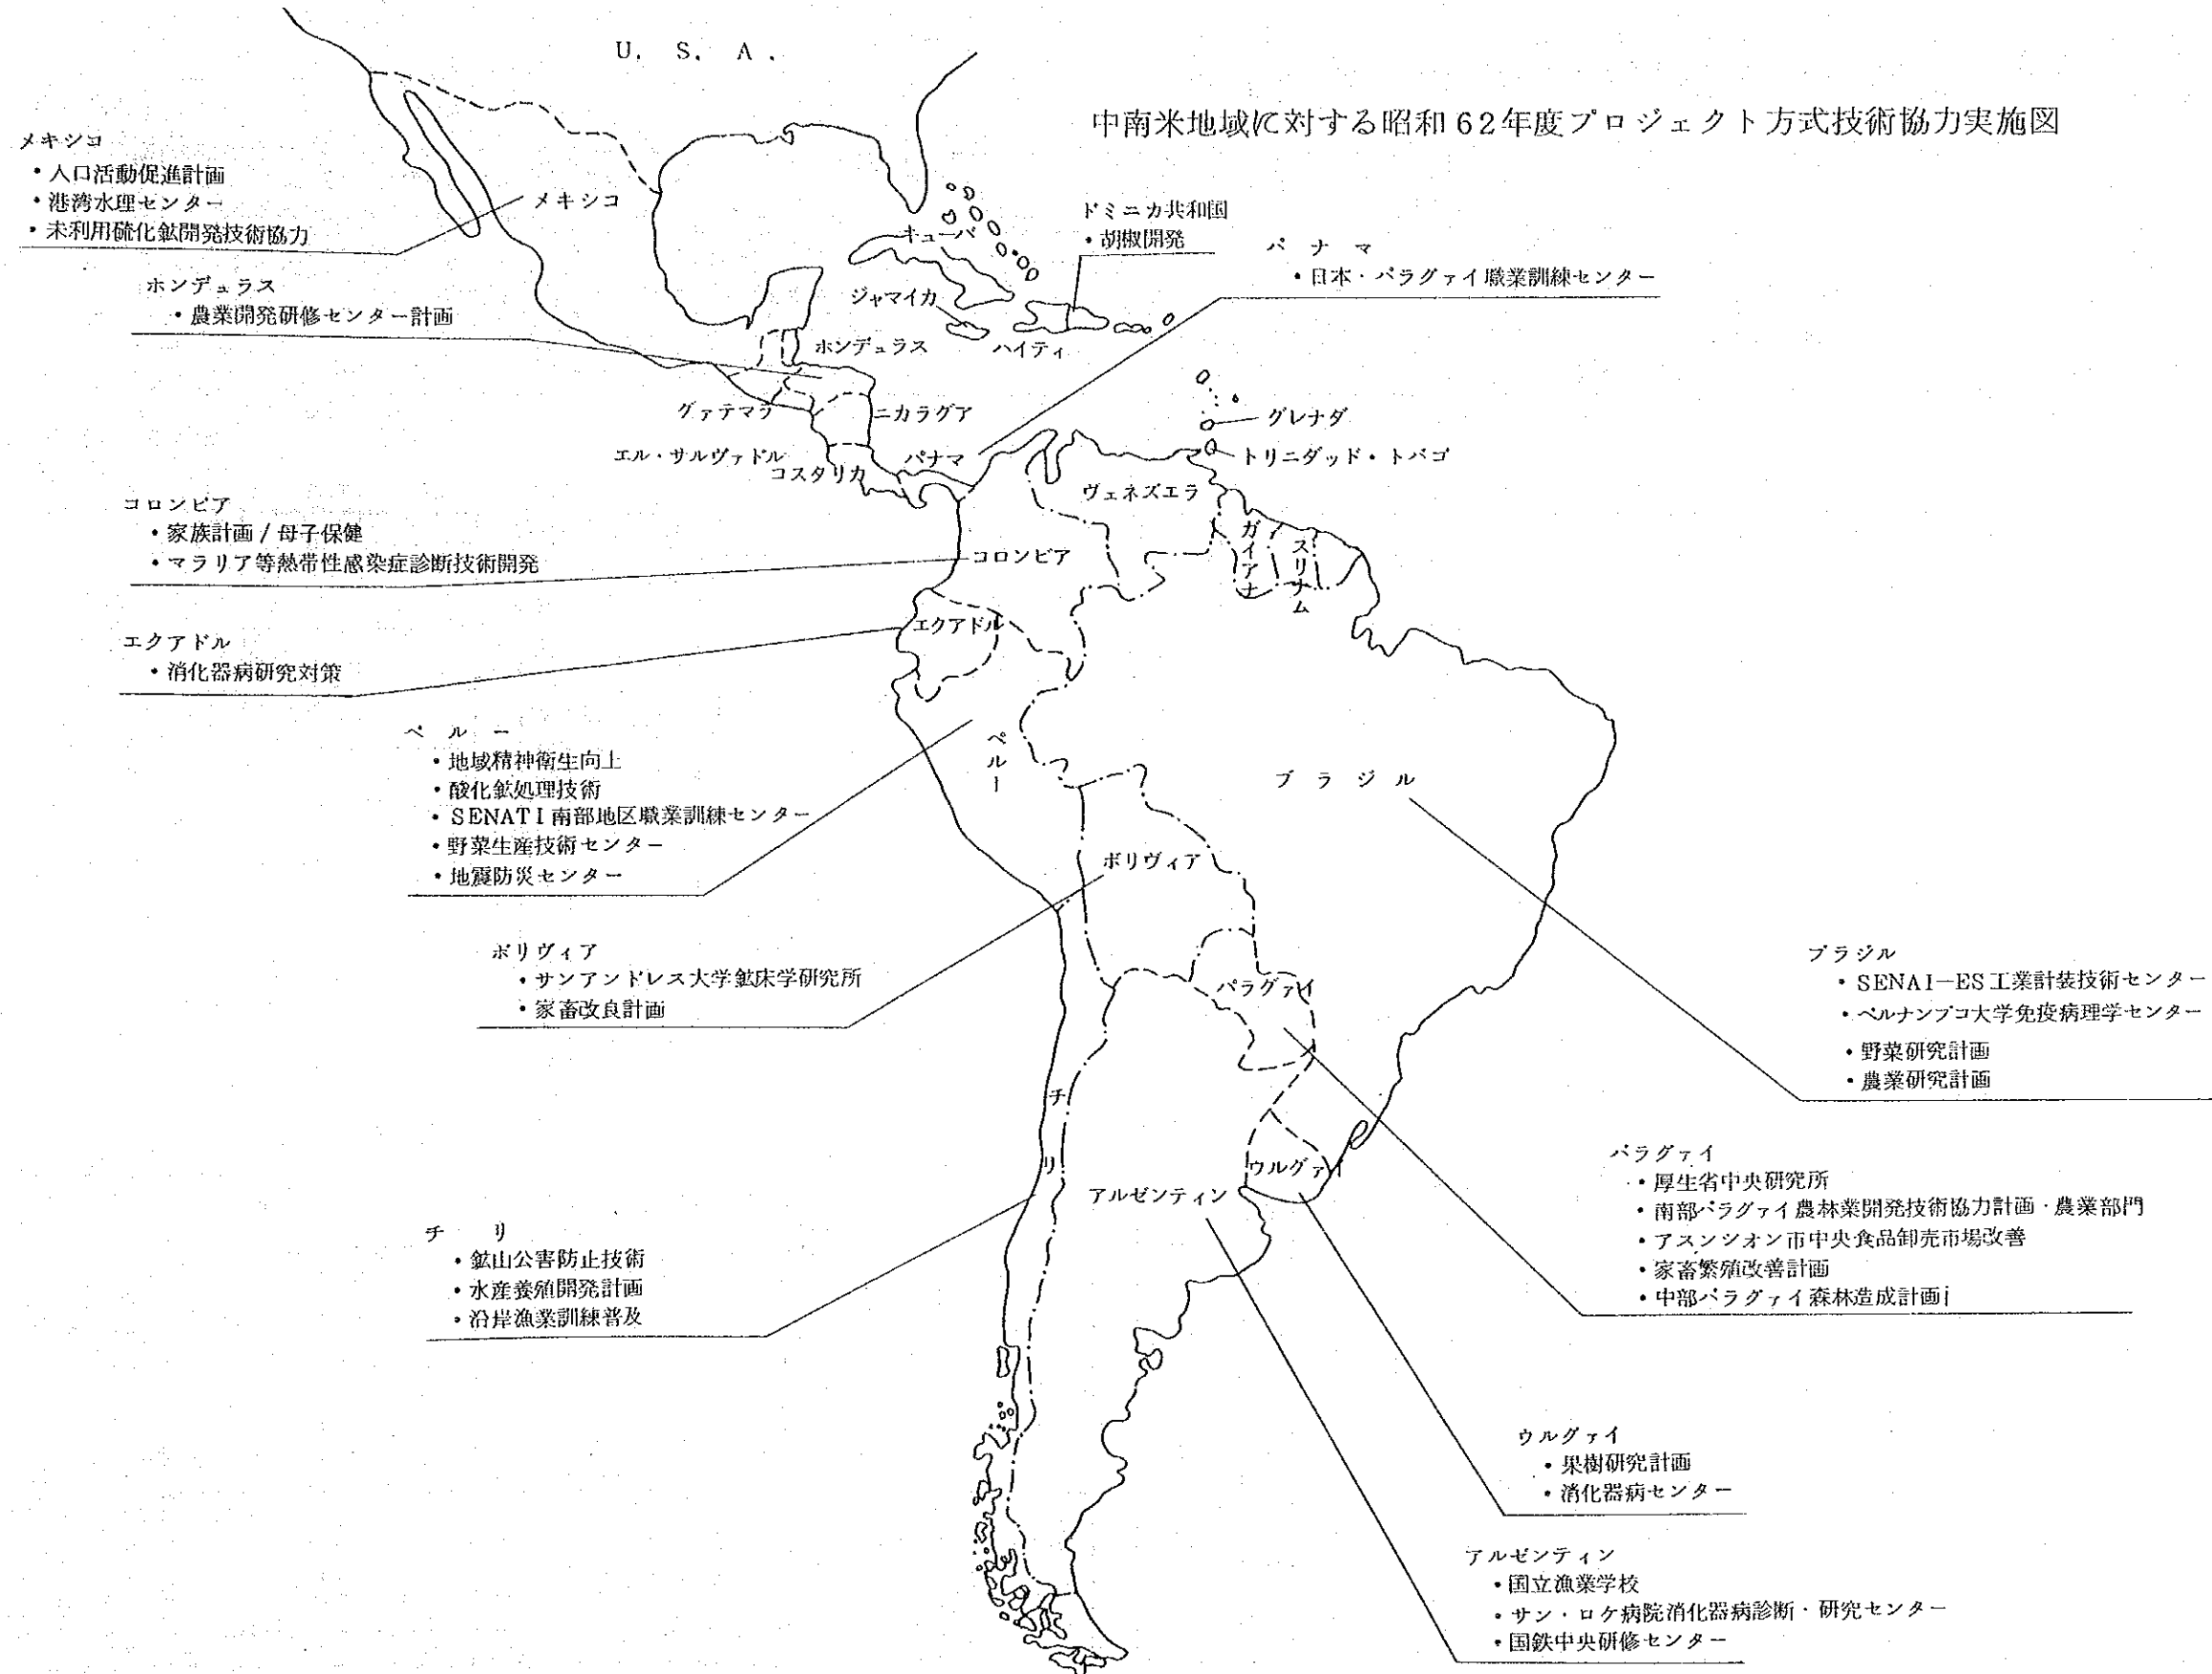 U. S. A.
中南米地域に対する昭和62年度プロジェクト方式技術協力実施図
メキシコ
・人口活動促進計画
・港湾水理センター
・未利用硫化鉱開発技術協力
メキシコ
ホンデュラス
・農業開発研修センター計画
キューバ
ドミニカ共和国
・胡椒開発
パナマ
・日本・パラグァイ職業訓練センター
ジャマイカ
ホンデュラス
ハイティ
グァテマラ
ニカラグア
グレナダ
エル・サルヴァドル
コスタリカ
パナマ
トリニダッド・トバゴ
ヴェネズエラ
ガイアナ
スリナム
コロンビア
・家族計画/母子保健
・マラリア等熱帯性感染症診断技術開発
コロンビア
エクアドル
・消化器病研究対策
エクアドル
ペルー
・地域精神衛生向上
・酸化鉱処理技術
・SENATI南部地区職業訓練センター
・野菜生産技術センター
・地震防災センター
ペルー
ブラジル
ボリヴィア
ボリヴィア
・サンアンドレス大学鉱床学研究所
・家畜改良計画
パラグァイ
ブラジル
・SENAI－ES工業計装技術センター
・ペルナンブコ大学免疫病理学センター
・野菜研究計画
・農業研究計画
チリ
ウルグァイ
アルゼンティン
パラグァイ
・厚生省中央研究所
・南部パラグァイ農林業開発技術協力計画・農業部門
・アスンシオン市中央食品卸売市場改善
・家畜繁殖改善計画
・中部パラグァイ森林造成計画i
チリ
・鉱山公害防止技術
・水産養殖開発計画
・沿岸漁業訓練普及
ウルグァイ
・果樹研究計画
・消化器病センター
アルゼンティン
・国立漁業学校
・サン・ロケ病院消化器病診断・研究センター
・国鉄中央研修センター